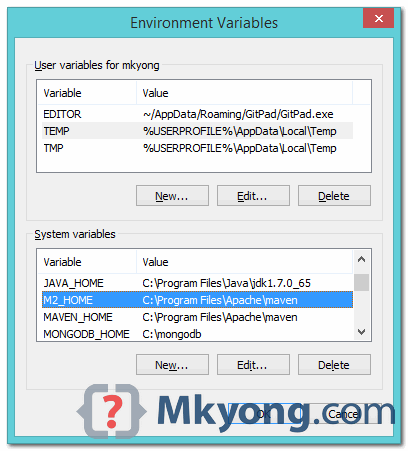 Environment Variables
User variables for mkyong
Variable Value
EDITOR ~/AppData/Roaming/GitPad/GitPad.exe
TEMP %USERPROFILE%\AppData\Local\Temp
TMP %USERPROFILE%\AppData\Local\Temp
New... Edit... Delete
System variables
Variable Value
JAVA_HOME C:\Program Files\Java\jdk1.7.0_65
M2_HOME C:\Program Files\Apache\maven
MAVEN_HOME C:\Program Files\Apache\maven
MONGODB_HOME C:\mongodb
New... Edit... Delete
OK Cancel
{?} Mkyong.com